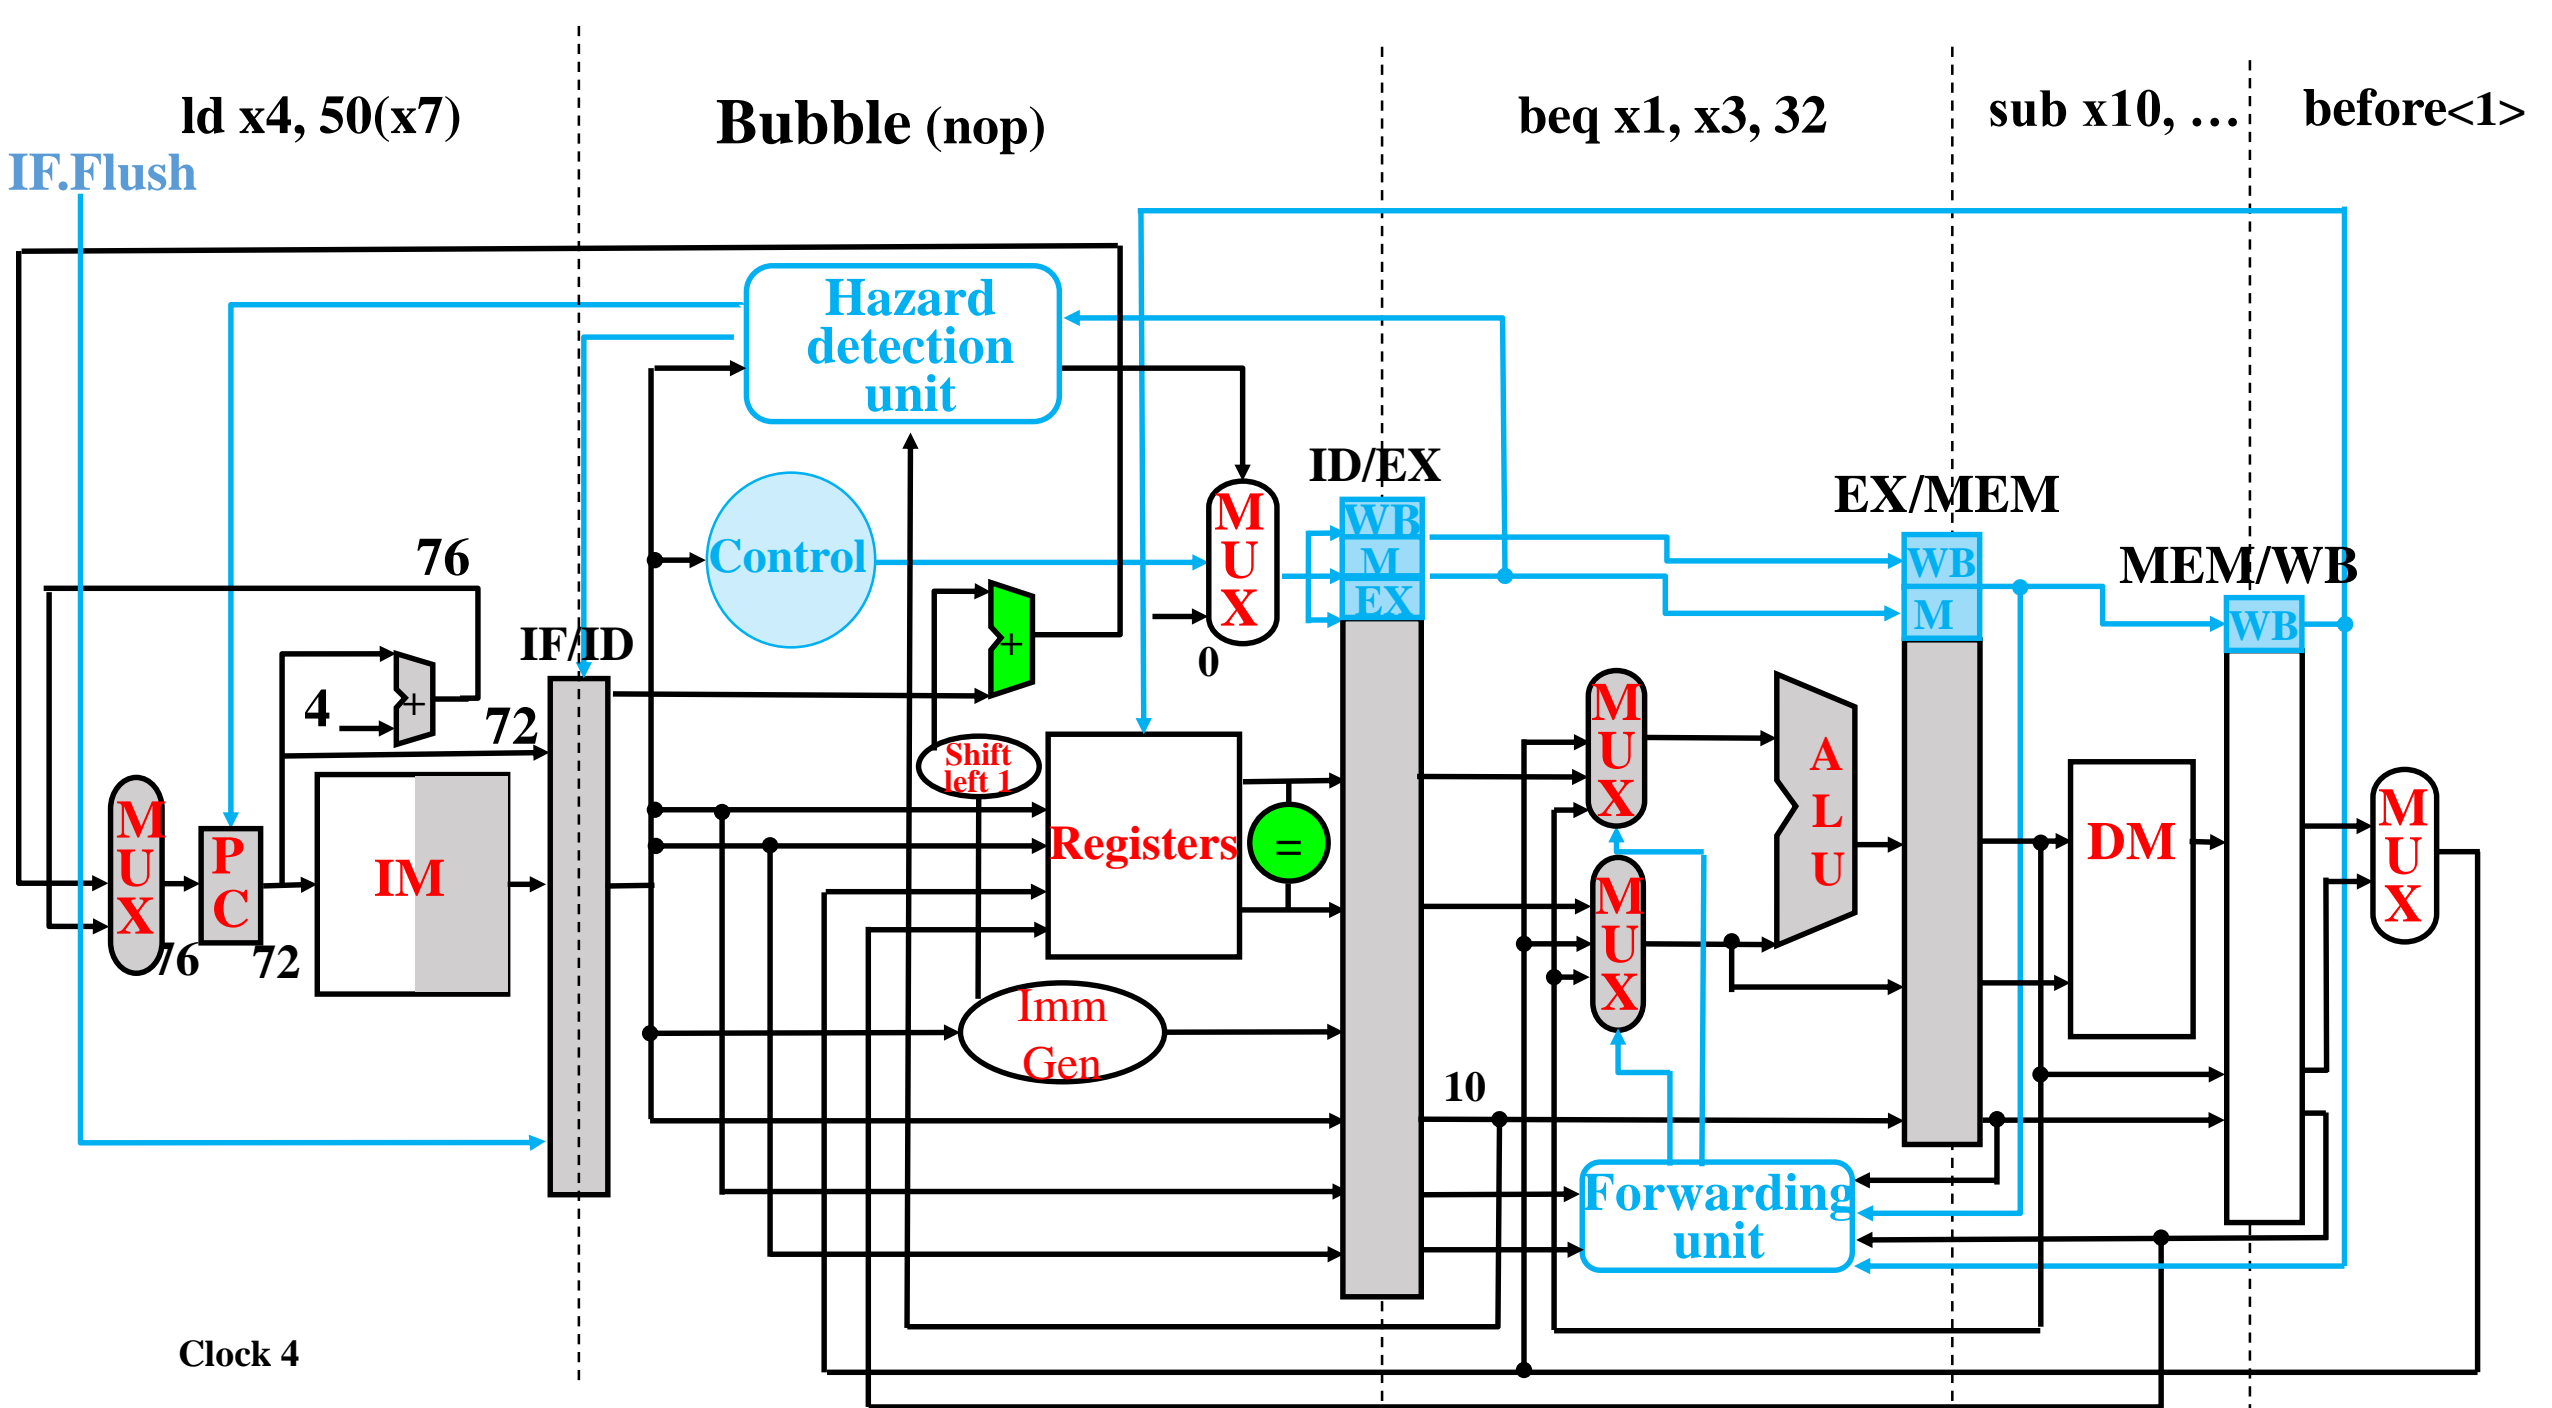 ld x4, 50(x7)
Bubble (nop)
beq x1, x3, 32
sub x10, …
before<1>
IF.Flush
Hazard
detection
unit
ID/EX
EX/MEM
MEM/WB
IF/ID
Control
M
U
X
0
WB
M
EX
WB
M
WB
76
4
+
72
+
Shift
left 1
M
U
X
76
P
C
72
IM
Registers
=
Imm
Gen
M
U
X
M
U
X
A
L
U
DM
M
U
X
10
Forwarding
unit
Clock 4